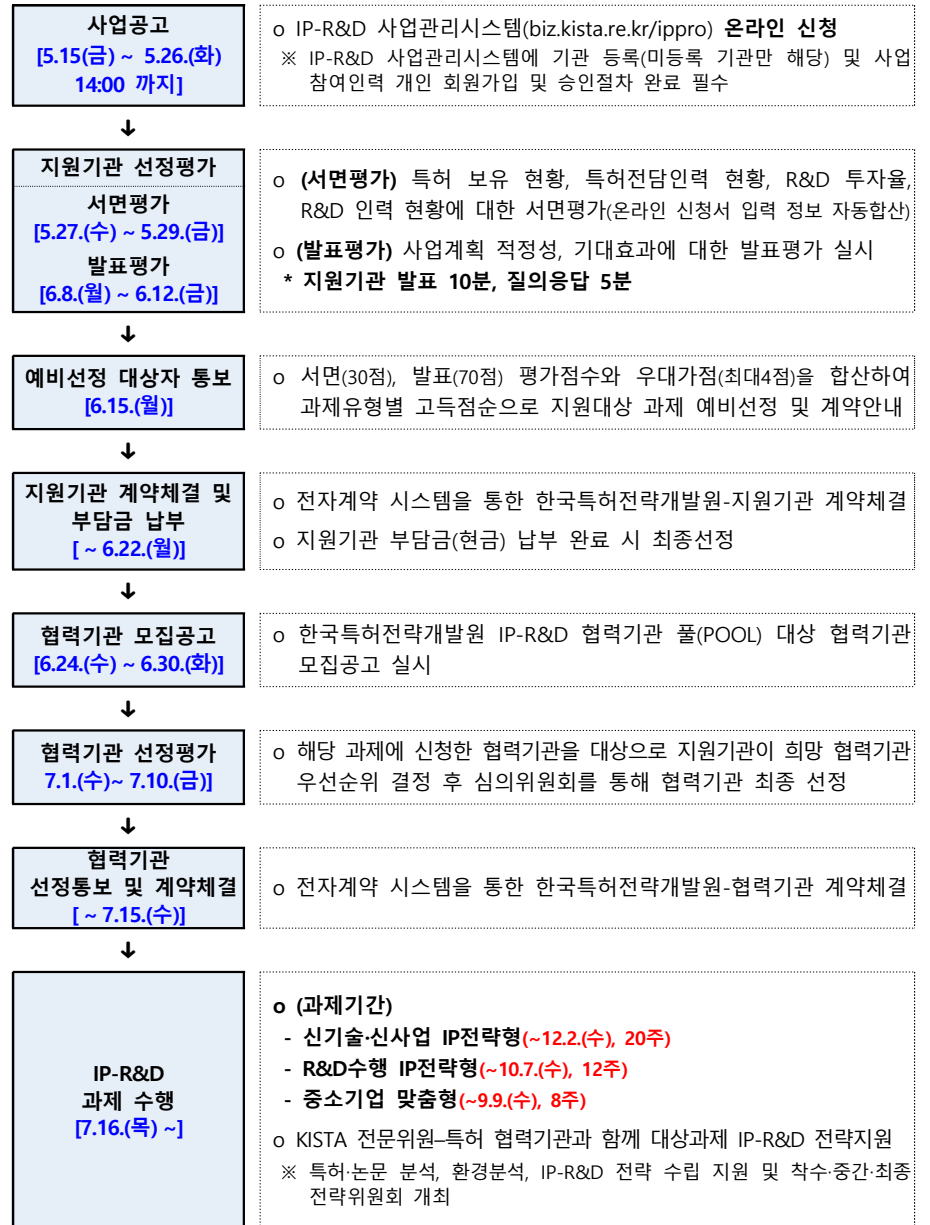 사업공고
[5.15(금) ~ 5.26.(화)
14:00 까지]
o IP-R&D 사업관리시스템(biz.kista.re.kr/ippro) 온라인 신청
※ IP-R&D 사업관리시스템에 기관 등록(미등록 기관만 해당) 및 사업
참여인력 개인 회원가입 및 승인절차 완료 필수
↓
지원기관 선정평가
서면평가
[5.27.(수) ~ 5.29.(금)]
발표평가
[6.8.(월) ~ 6.12.(금)]
o (서면평가) 특허 보유 현황, 특허전담인력 현황, R&D 투자율,
R&D 인력 현황에 대한 서면평가(온라인 신청서 입력 정보 자동합산)
o (발표평가) 사업계획 적정성, 기대효과에 대한 발표평가 실시
* 지원기관 발표 10분, 질의응답 5분
↓
예비선정 대상자 통보
[6.15.(월)]
o 서면(30점), 발표(70점) 평가점수와 우대가점(최대4점)을 합산하여
과제유형별 고득점순으로 지원대상 과제 예비선정 및 계약안내
↓
지원기관 계약체결 및
부담금 납부
[ ~ 6.22.(월)]
o 전자계약 시스템을 통한 한국특허전략개발원-지원기관 계약체결
o 지원기관 부담금(현금) 납부 완료 시 최종선정
↓
협력기관 모집공고
[6.24.(수) ~ 6.30.(화)]
o 한국특허전략개발원 IP-R&D 협력기관 풀(POOL) 대상 협력기관
모집공고 실시
↓
협력기관 선정평가
7.1.(수)~ 7.10.(금)]
o 해당 과제에 신청한 협력기관을 대상으로 지원기관이 희망 협력기관
우선순위 결정 후 심의위원회를 통해 협력기관 최종 선정
↓
협력기관
선정통보 및 계약체결
[ ~ 7.15.(수)]
o 전자계약 시스템을 통한 한국특허전략개발원-협력기관 계약체결
↓
IP-R&D
과제 수행
[7.16.(목) ~]
o (과제기간)
- 신기술·신사업 IP전략형(~12.2.(수), 20주)
- R&D수행 IP전략형(~10.7.(수), 12주)
- 중소기업 맞춤형(~9.9.(수), 8주)
o KISTA 전문위원–특허 협력기관과 함께 대상과제 IP-R&D 전략지원
※ 특허·논문 분석, 환경분석, IP-R&D 전략 수립 지원 및 착수·중간·최종
전략위원회 개최